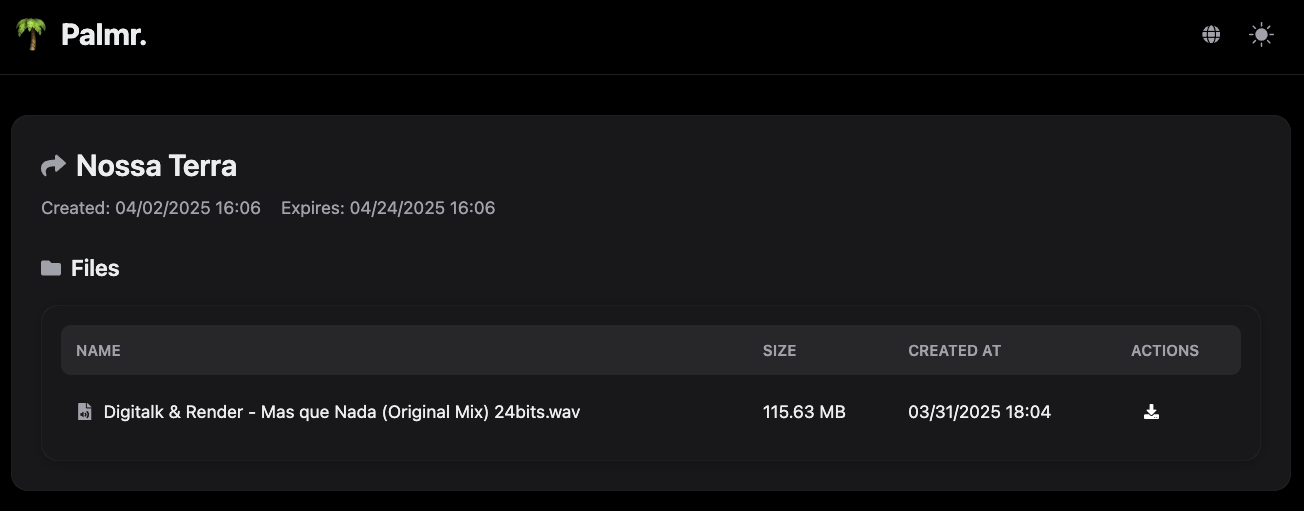 Palmr.
Nossa Terra
Created: 04/02/2025 16:06 Expires: 04/24/2025 16:06
Files
NAME SIZE CREATED AT ACTIONS
Digitalk & Render - Mas que Nada (Original Mix) 24bits.wav 115.63 MB 03/31/2025 18:04